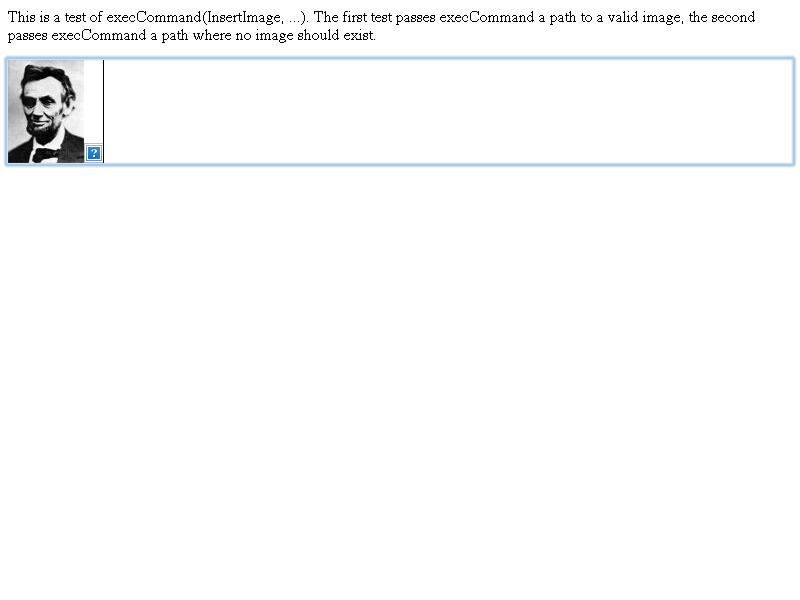 This is a test of execCommand(InsertImage, ...). The first test passes execCommand a path to a valid image, the second
passes execCommand a path where no image should exist.
?